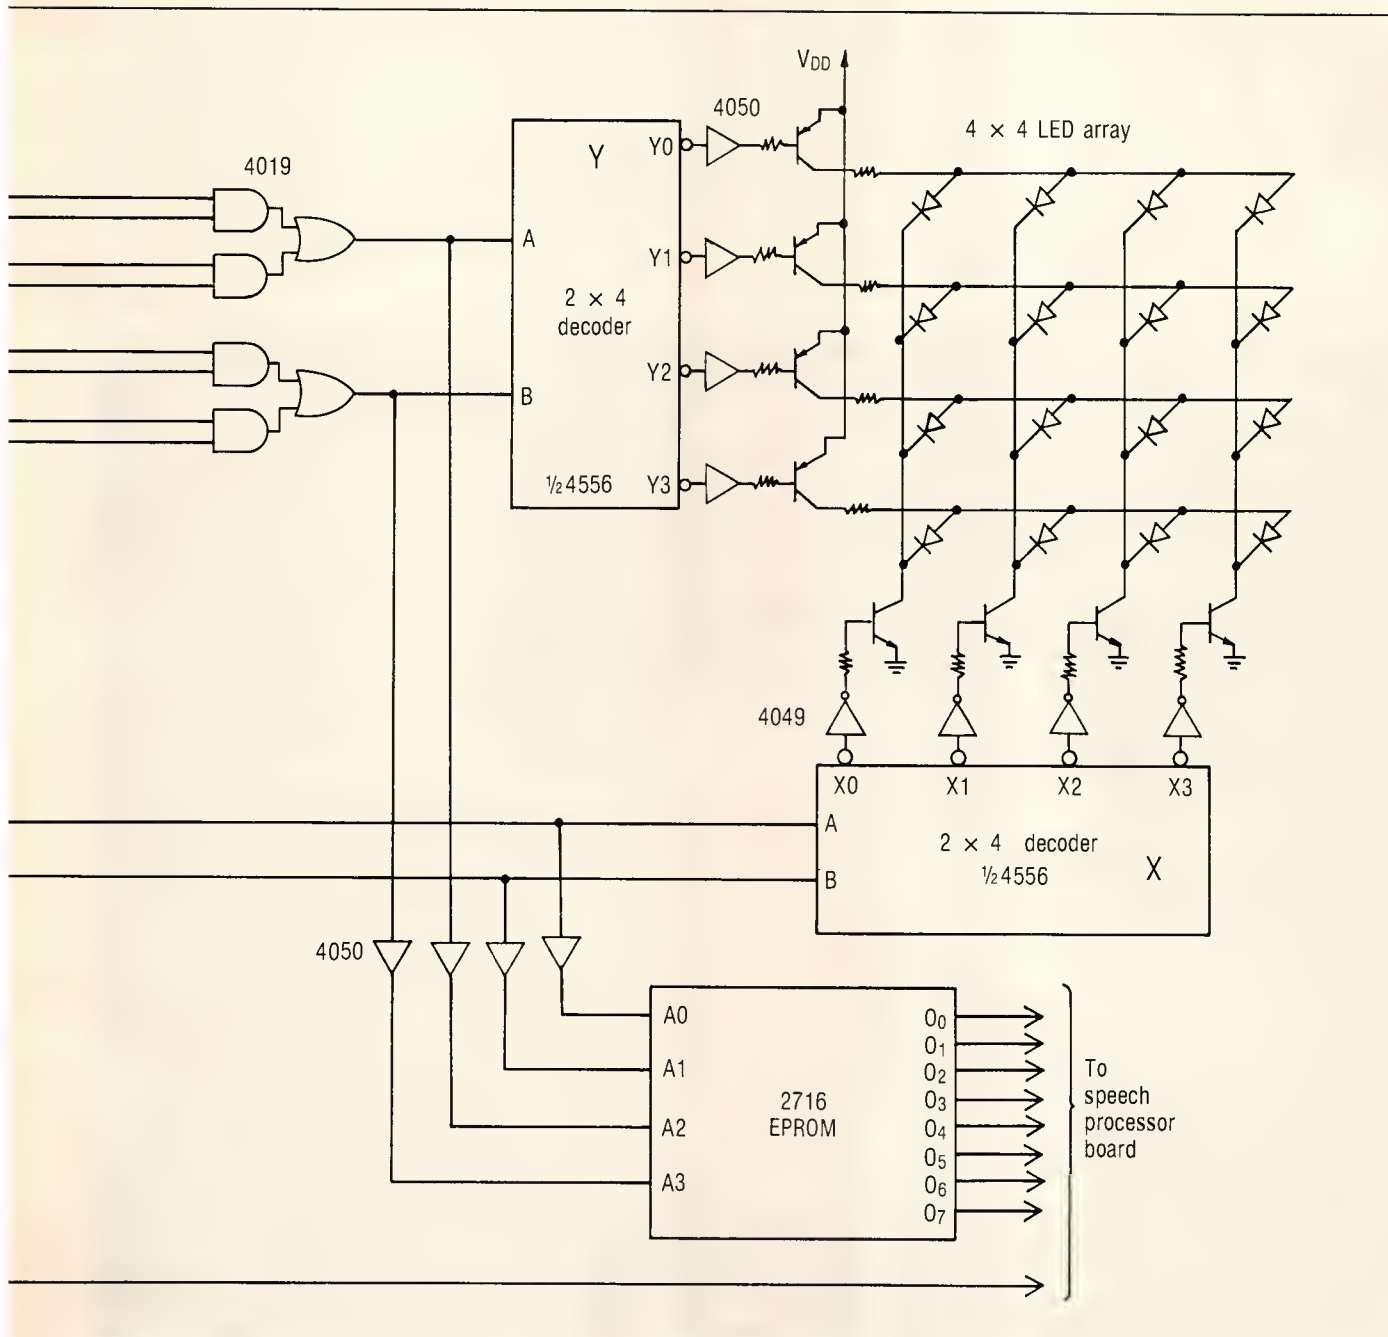 V_DD
4050
4 × 4 LED array
4019
Y
Y0
A
Y1
2 × 4
decoder
Y2
B
½4556
Y3
4049
X0 X1 X2 X3
A
2 × 4 decoder
½4556
X
B
4050
A0
A1
A2
A3
2716
EPROM
O0
O1
O2
O3
O4
O5
O6
O7
To
speech
processor
board